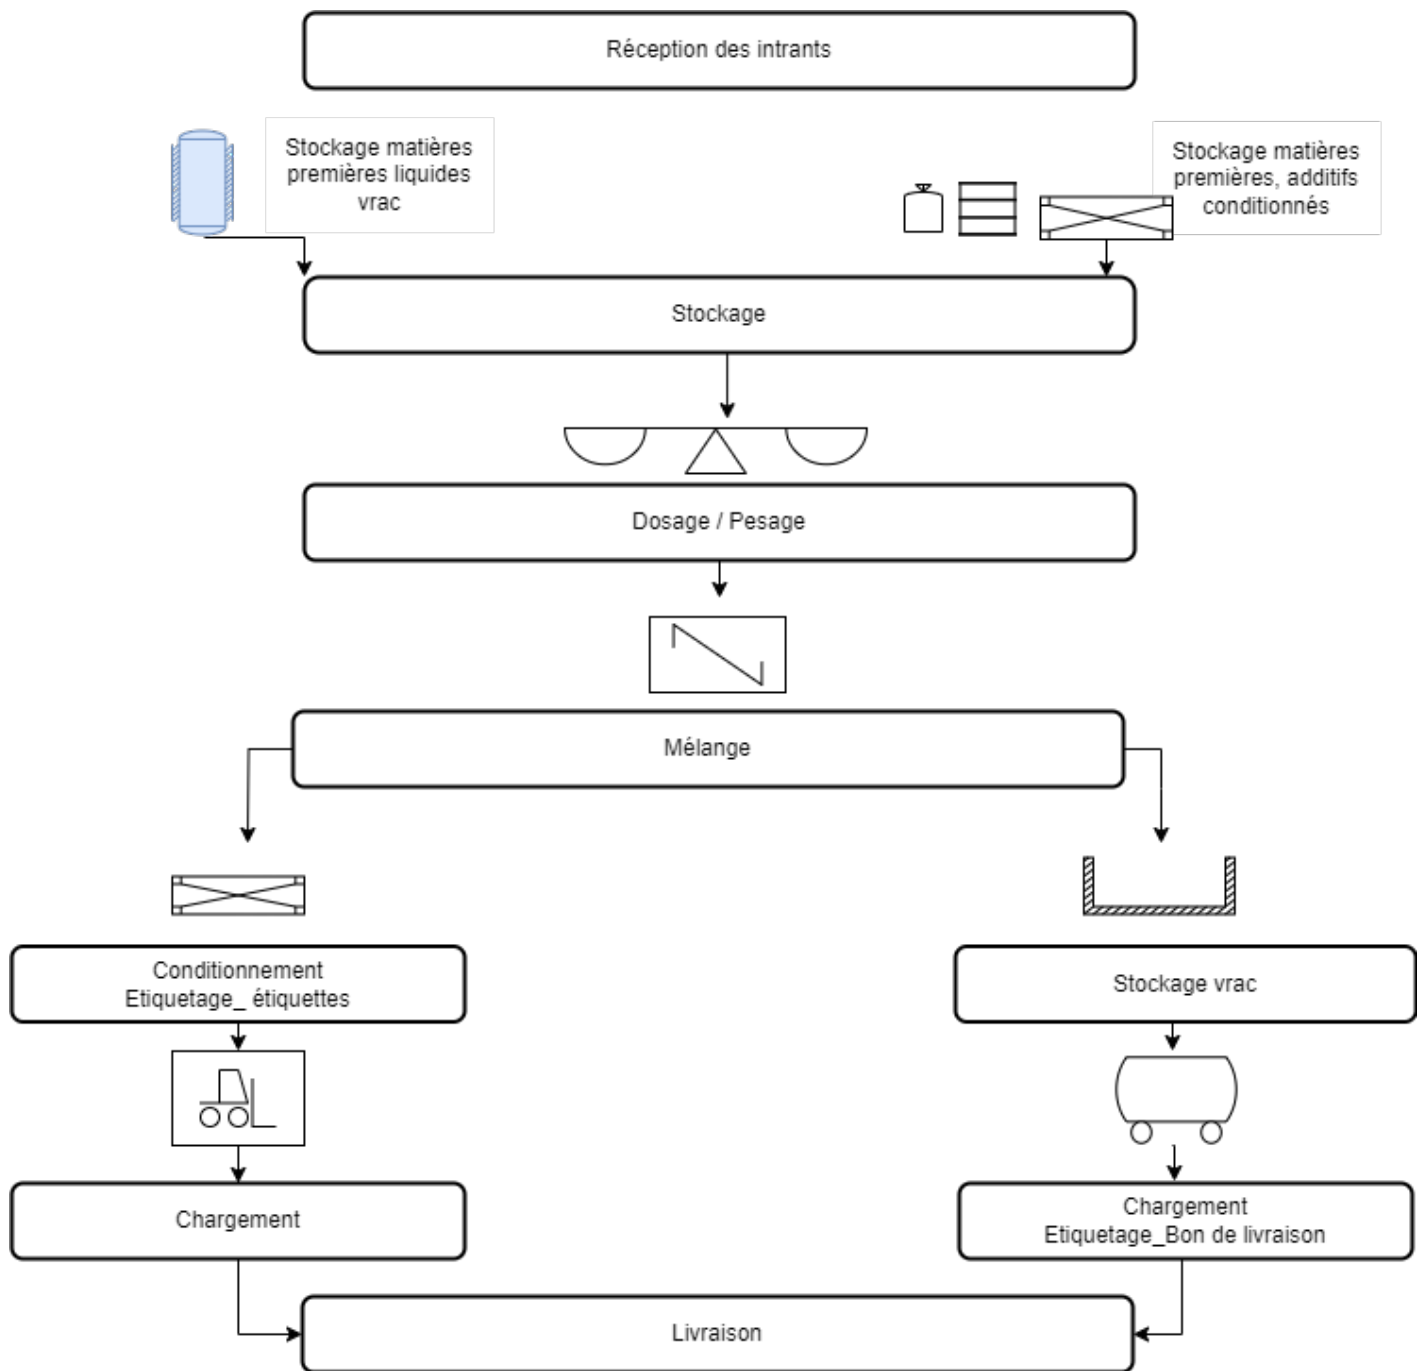 Réception des intrants
Stockage matières
premières liquides
vrac
Stockage matières
premières, additifs
conditionnés
Stockage
Dosage / Pesage
Mélange
Conditionnement
Etiquetage_ étiquettes
Stockage vrac
Chargement
Chargement
Etiquetage_Bon de livraison
Livraison